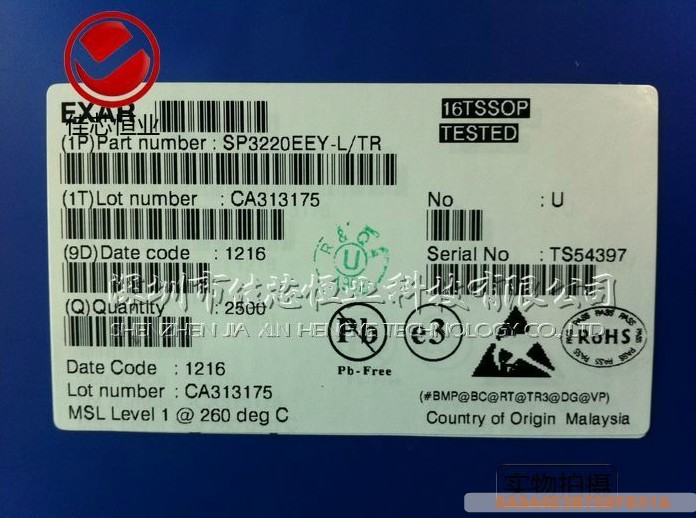 EXAR
佳芯恒业
16TSSOP
TESTED
(1P)Part number : SP3220EEY-L/TR
(1T) Lot number : CA313175
No : U
(9D) Date code : 1216
Serial No : TS54397
深圳市佳芯恒业科技有限公司
(Q)Quantity : 2500
SHEN ZHEN JIA XIN HENGYE TECHNOLOGY CO.,LTD
Pb
Pb-Free
e3
RoHS
PASS PASS PASS
Date Code : 1216
Lot number : CA313175
MSL Level 1 @ 260 deg C
(#BMP@BC@RT@TR3@DG@VP)
Country of Origin Malaysia
实物拍摄